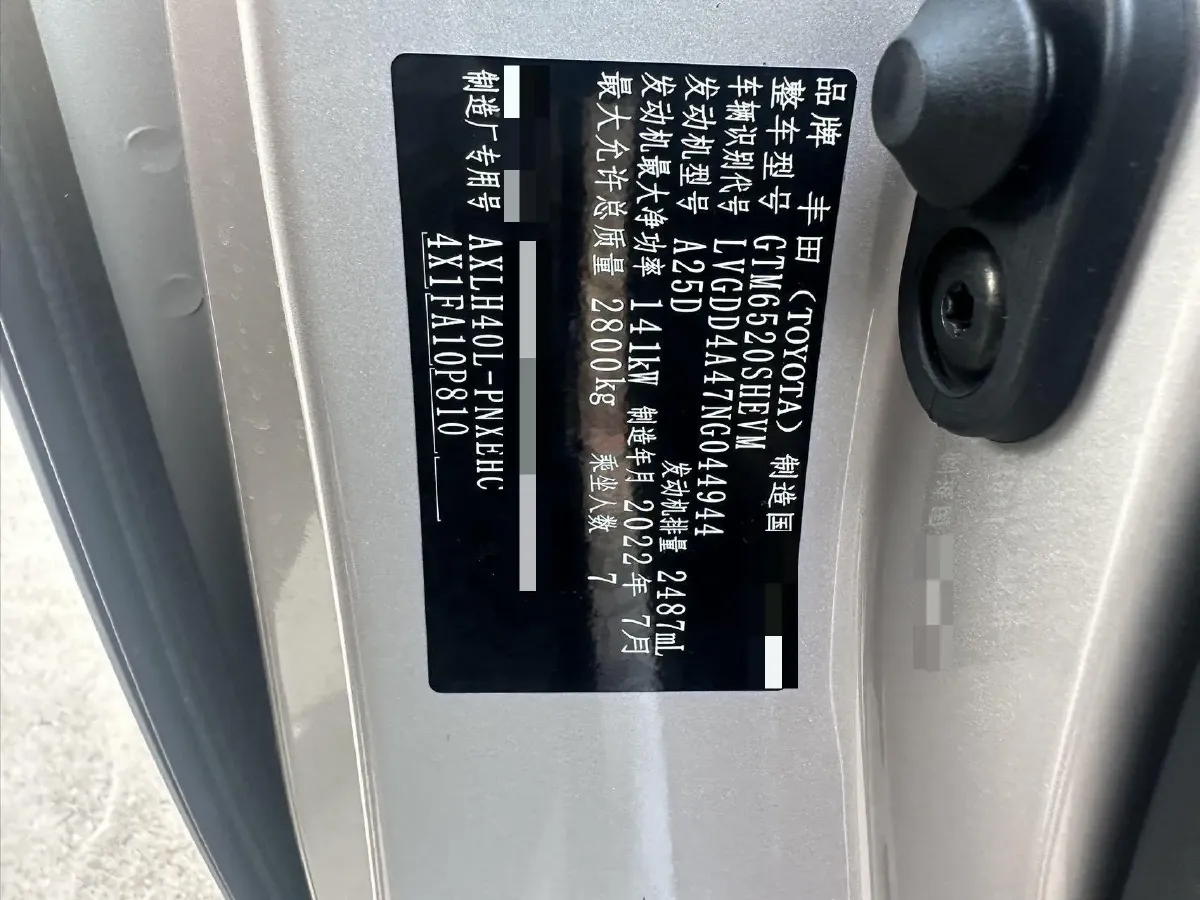 品牌 丰田 (TOYOTA) 制造国
整车型号 GTM6520SHEVM
车辆识别代号 LVGDD4A47NG044944
发动机型号 A25D 发动机排量 2487mL
发动机最大净功率 141kW 制造年月 2022年 7月
最大允许总质量 2800kg 乘坐人数 7
制造厂专用号 AXLH40L-PNXEHC
4X1FA10P810